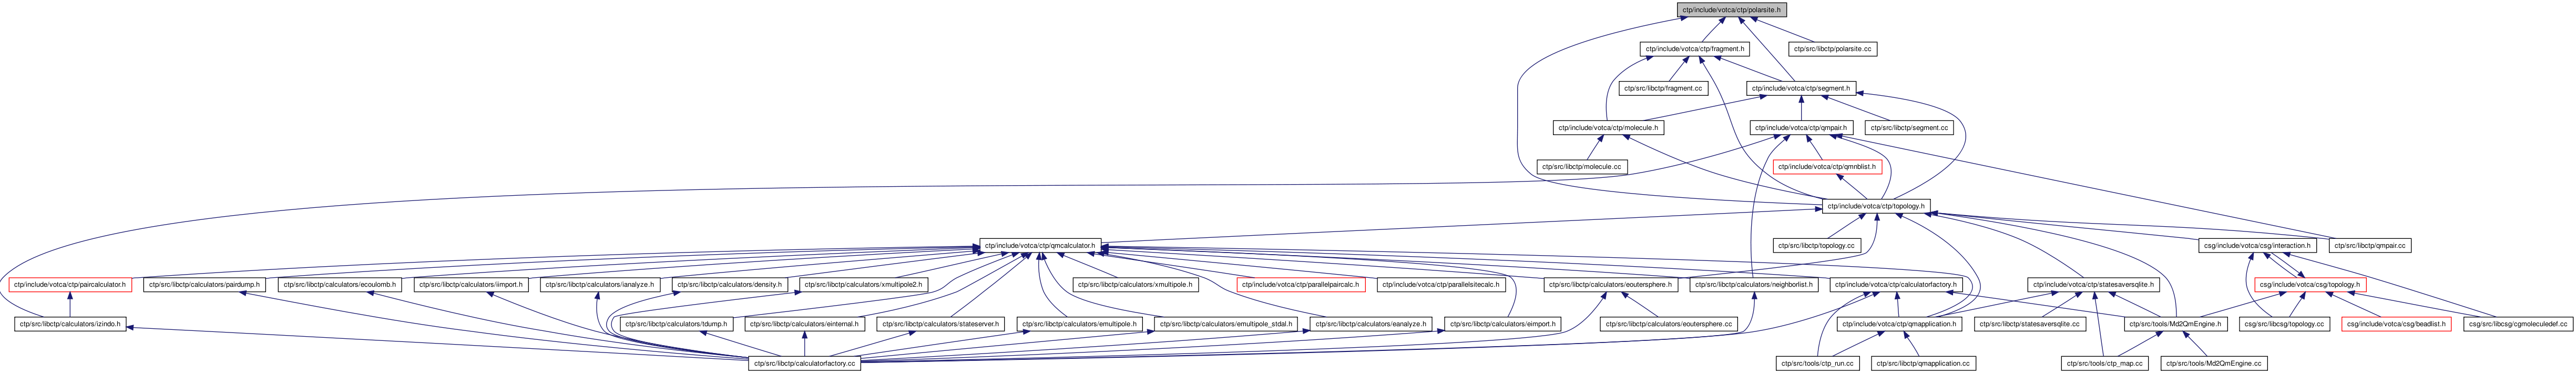 ctp/include/votca/ctp/polarsite.h
ctp/include/votca/ctp/fragment.h
ctp/src/libctp/polarsite.cc
ctp/src/libctp/fragment.cc
ctp/include/votca/ctp/segment.h
ctp/include/votca/ctp/molecule.h
ctp/include/votca/ctp/qmpair.h
ctp/src/libctp/segment.cc
ctp/src/libctp/molecule.cc
ctp/include/votca/ctp/qmnblist.h
ctp/include/votca/ctp/topology.h
ctp/include/votca/ctp/qmcalculator.h
ctp/src/libctp/topology.cc
csg/include/votca/csg/interaction.h
ctp/src/libctp/qmpair.cc
ctp/include/votca/ctp/paircalculator.h
ctp/src/libctp/calculators/pairdump.h
ctp/src/libctp/calculators/ecoulomb.h
ctp/src/libctp/calculators/iimport.h
ctp/src/libctp/calculators/ianalyze.h
ctp/src/libctp/calculators/density.h
ctp/src/libctp/calculators/xmultipole2.h
ctp/src/libctp/calculators/xmultipole.h
ctp/include/votca/ctp/parallelpaircalc.h
ctp/include/votca/ctp/parallelsitecalc.h
ctp/src/libctp/calculators/eoutersphere.h
ctp/src/libctp/calculators/neighborlist.h
ctp/include/votca/ctp/calculatorfactory.h
ctp/include/votca/ctp/statesaversqlite.h
csg/include/votca/csg/topology.h
ctp/src/libctp/calculators/izindo.h
ctp/src/libctp/calculators/tdump.h
ctp/src/libctp/calculators/einternal.h
ctp/src/libctp/calculators/stateserver.h
ctp/src/libctp/calculators/emultipole.h
ctp/src/libctp/calculators/emultipole_stdal.h
ctp/src/libctp/calculators/eanalyze.h
ctp/src/libctp/calculators/eimport.h
ctp/src/libctp/calculators/eoutersphere.cc
ctp/include/votca/ctp/qmapplication.h
ctp/src/libctp/statesaversqlite.cc
ctp/src/tools/Md2QmEngine.h
csg/src/libcsg/topology.cc
csg/include/votca/csg/beadlist.h
csg/src/libcsg/cgmoleculedef.cc
ctp/src/libctp/calculatorfactory.cc
ctp/src/tools/ctp_run.cc
ctp/src/libctp/qmapplication.cc
ctp/src/tools/ctp_map.cc
ctp/src/tools/Md2QmEngine.cc